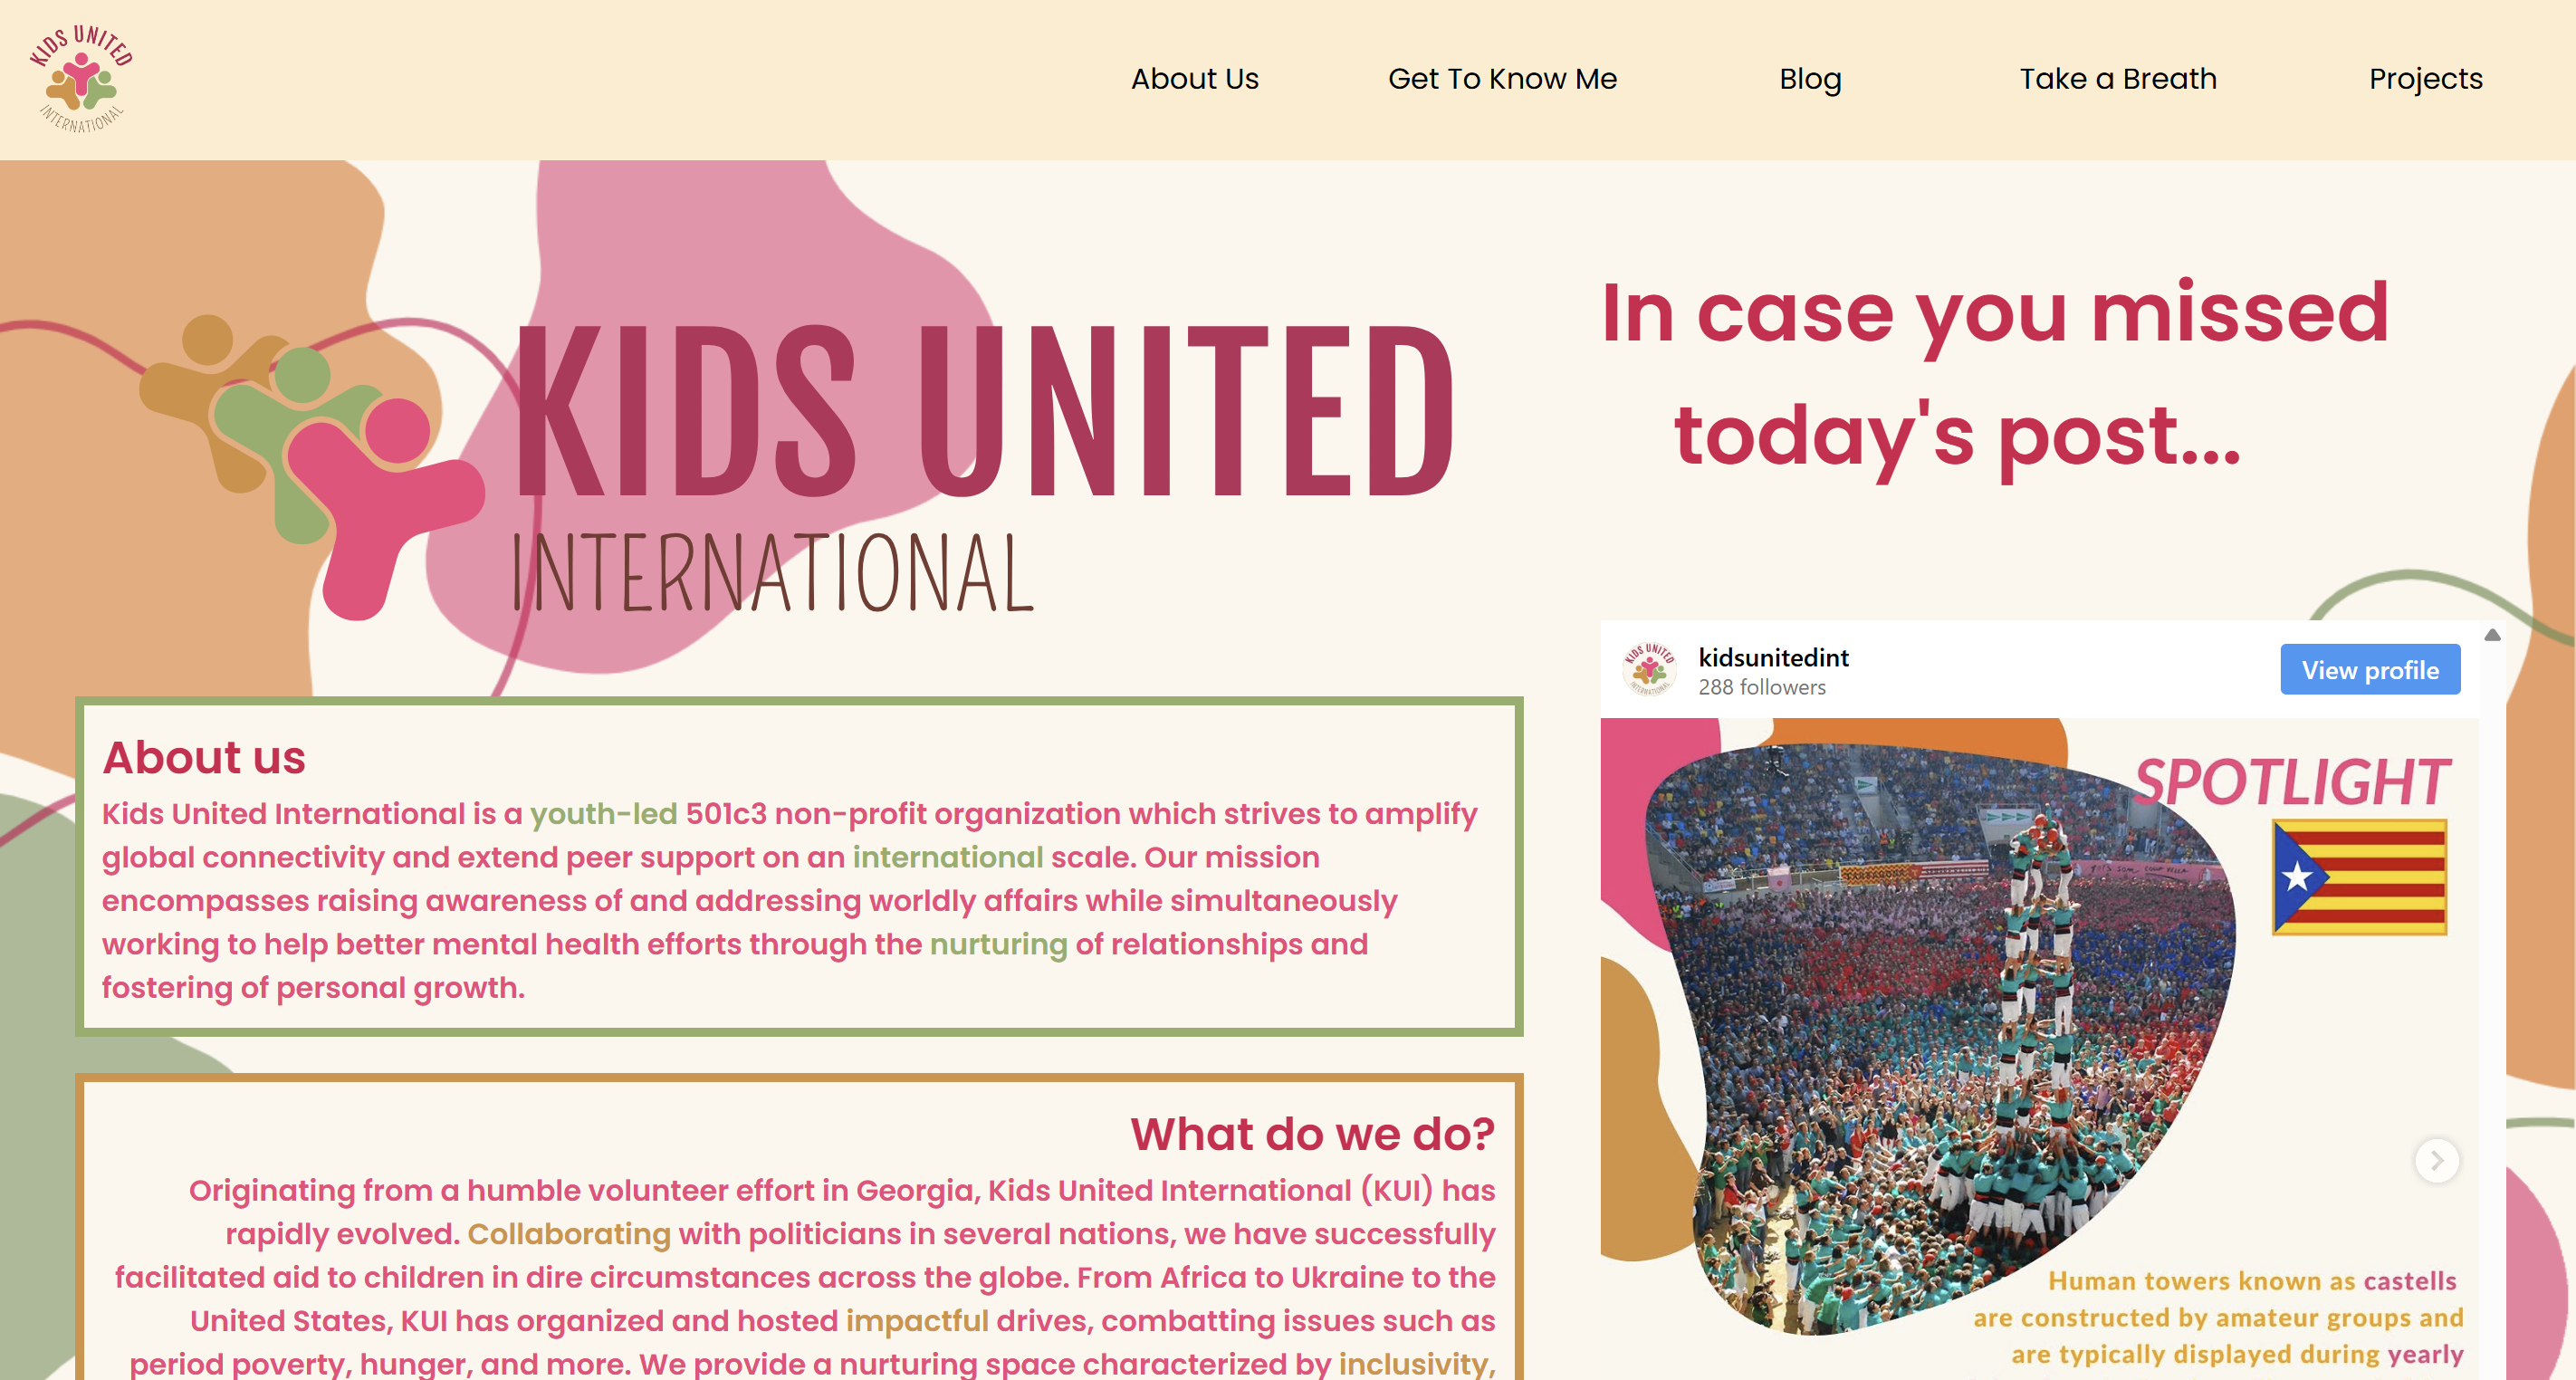 KIDS UNITED
INTERNATIONAL
About Us
Get To Know Me
Blog
Take a Breath
Projects
KIDS UNITED
INTERNATIONAL
About us
Kids United International is a youth-led 501c3 non-profit organization which strives to amplify
global connectivity and extend peer support on an international scale. Our mission
encompasses raising awareness of and addressing worldly affairs while simultaneously
working to help better mental health efforts through the nurturing of relationships and
fostering of personal growth.
What do we do?
Originating from a humble volunteer effort in Georgia, Kids United International (KUI) has
rapidly evolved. Collaborating with politicians in several nations, we have successfully
facilitated aid to children in dire circumstances across the globe. From Africa to Ukraine to the
United States, KUI has organized and hosted impactful drives, combatting issues such as
period poverty, hunger, and more. We provide a nurturing space characterized by inclusivity,
In case you missed
today's post...
KIDS UNITED
INTERNATIONAL
kidsunitedint
288 followers
View profile
SPOTLIGHT
Human towers known as castells
are constructed by amateur groups and
are typically displayed during yearly